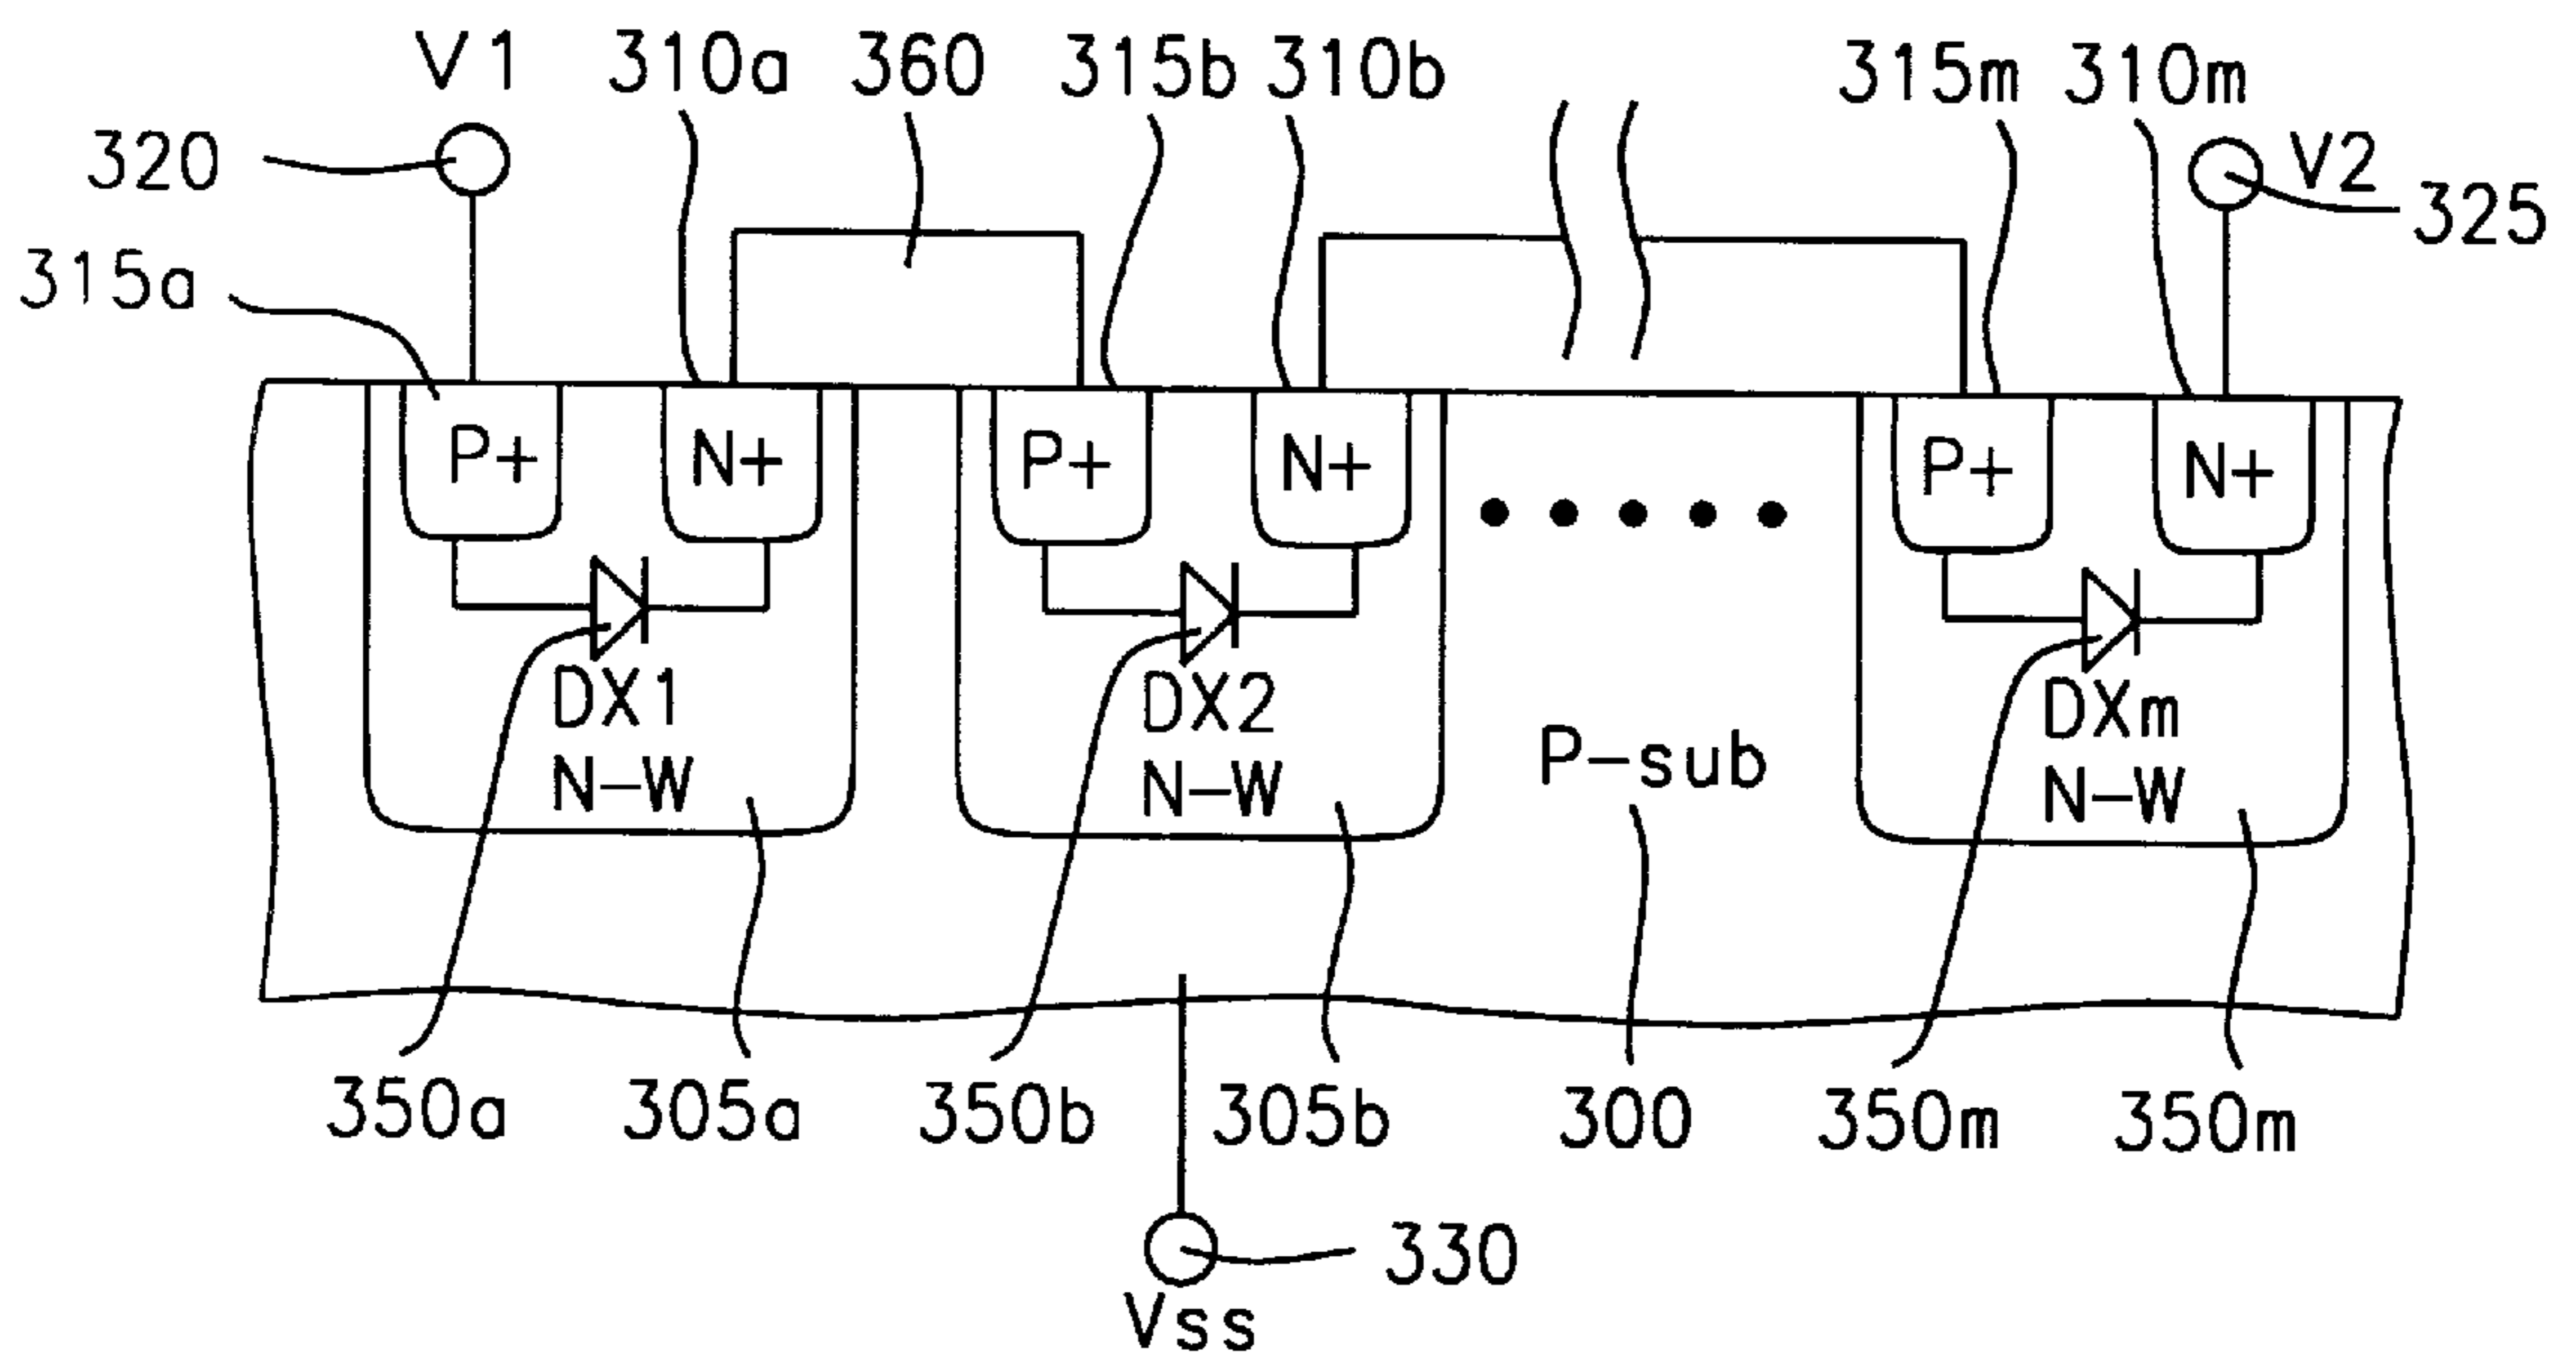 V1 310a 360 315b 310b 315m 310m
320 V2
325
315a
P+ N+ P+ N+ P+ N+
DX1 DX2 DXm
N-W N-W P-sub N-W
350a 305a 350b 305b 300 350m 350m
330
Vss